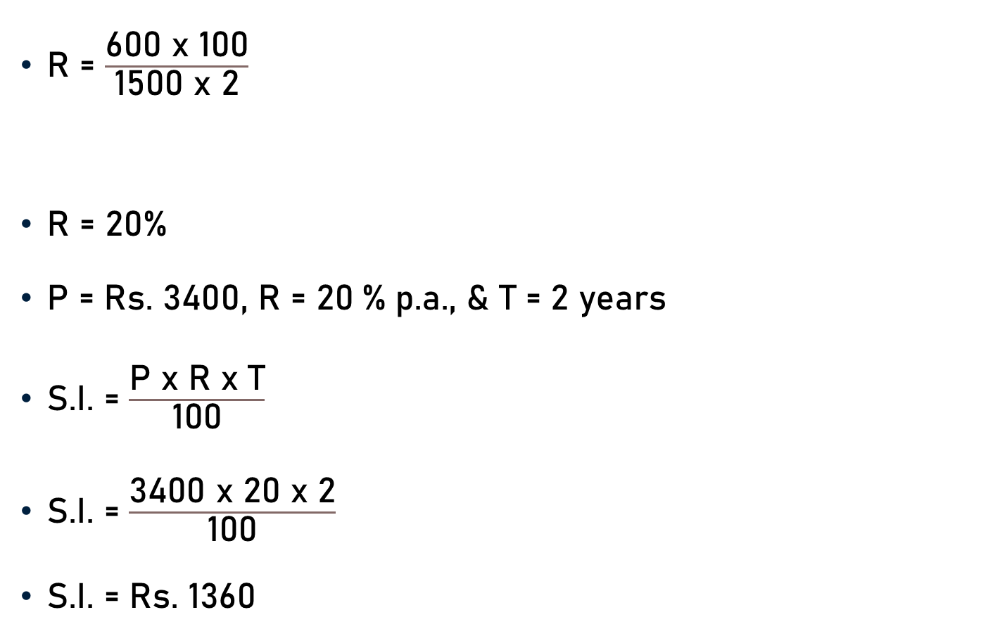 • R = 600 x 100
1500 x 2
• R = 20%
• P = Rs. 3400, R = 20 % p.a., & T = 2 years
• S.I. = P x R x T
100
• S.I. = 3400 x 20 x 2
100
• S.I. = Rs. 1360